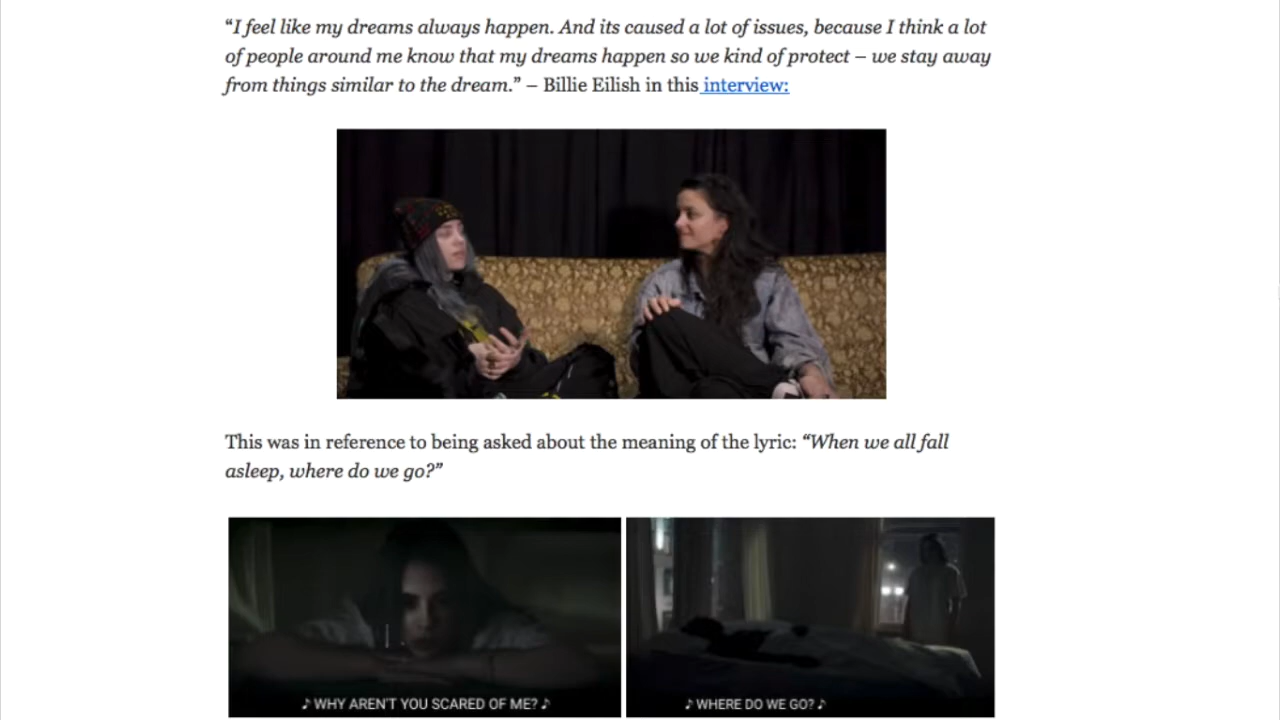 “I feel like my dreams always happen. And its caused a lot of issues, because I think a lot
of people around me know that my dreams happen so we kind of protect – we stay away
from things similar to the dream.” – Billie Eilish in this interview:
This was in reference to being asked about the meaning of the lyric: “When we all fall
asleep, where do we go?”
♪ WHY AREN'T YOU SCARED OF ME? ♪
♪ WHERE DO WE GO? ♪